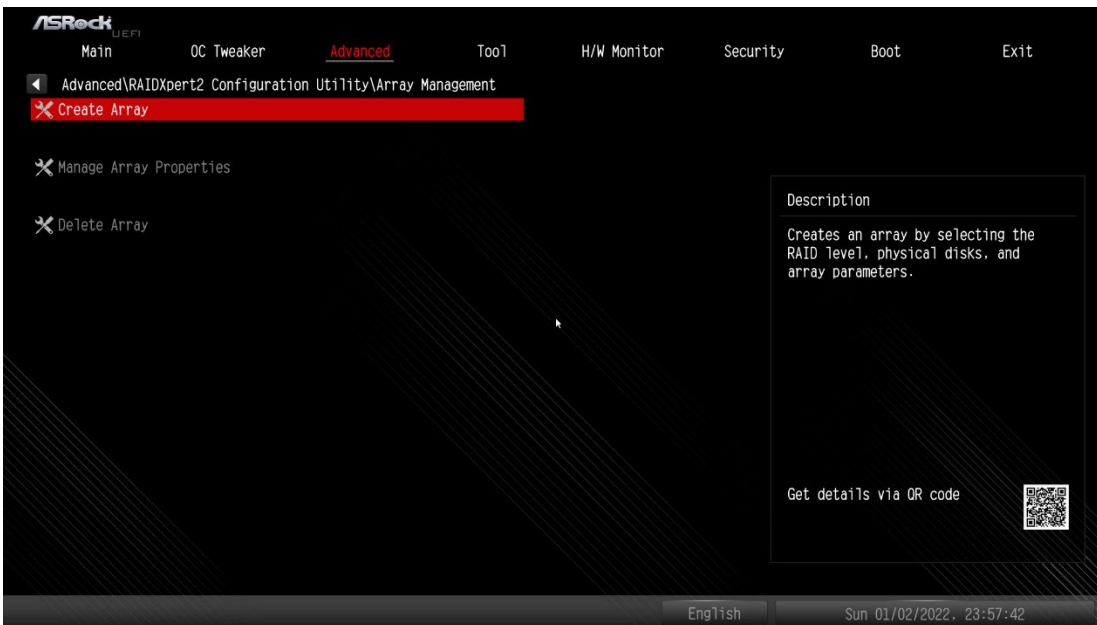 ASRock UEFI
Main OC Tweaker Advanced Tool H/W Monitor Security Boot Exit
Advanced\RAIDXpert2 Configuration Utility\Array Management
Create Array
Manage Array Properties
Delete Array
Description
Creates an array by selecting the
RAID level, physical disks, and
array parameters.
Get details via QR code
English Sun 01/02/2022, 23:57:42